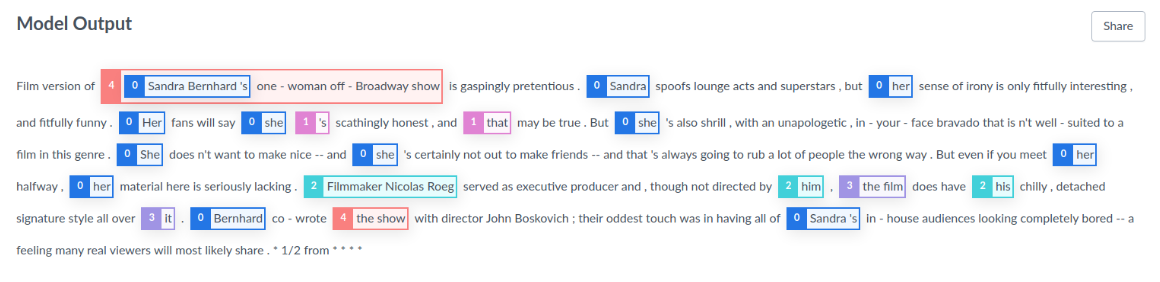 Model Output
Share
Film version of 4 0 Sandra Bernhard 's one - woman off - Broadway show is gaspingly pretentious . 0 Sandra spoofs lounge acts and superstars , but 0 her sense of irony is only fitfully interesting ,
and fitfully funny . 0 Her fans will say 0 she 1 's scathingly honest , and 1 that may be true . But 0 she 's also shrill , with an unapologetic , in - your - face bravado that is n't well - suited to a
film in this genre . 0 She does n't want to make nice -- and 0 she 's certainly not out to make friends -- and that 's always going to rub a lot of people the wrong way . But even if you meet 0 her
halfway , 0 her material here is seriously lacking . 2 Filmmaker Nicolas Roeg served as executive producer and , though not directed by 2 him , 3 the film does have 2 his chilly , detached
signature style all over 3 it . 0 Bernhard co - wrote 4 the show with director John Boskovich ; their oddest touch was in having all of 0 Sandra 's in - house audiences looking completely bored -- a
feeling many real viewers will most likely share . * 1/2 from * * * *